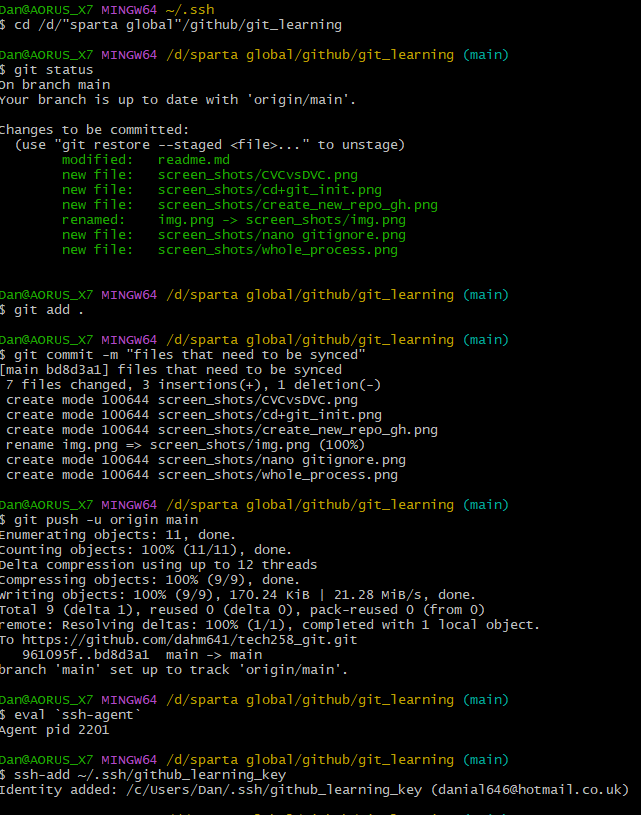 Dan@AORUS_X7 MINGW64 ~/.ssh
$ cd /d/"sparta global"/github/git_learning
Dan@AORUS_X7 MINGW64 /d/sparta global/github/git_learning (main)
$ git status
On branch main
Your branch is up to date with 'origin/main'.
Changes to be committed:
(use "git restore --staged <file>..." to unstage)
modified: readme.md
new file: screen_shots/CVCvsDVC.png
new file: screen_shots/cd+git_init.png
new file: screen_shots/create_new_repo_gh.png
renamed: img.png -> screen_shots/img.png
new file: screen_shots/nano gitignore.png
new file: screen_shots/whole_process.png
Dan@AORUS_X7 MINGW64 /d/sparta global/github/git_learning (main)
$ git add .
Dan@AORUS_X7 MINGW64 /d/sparta global/github/git_learning (main)
$ git commit -m "files that need to be synced"
[main bd8d3a1] files that need to be synced
7 files changed, 3 insertions(+), 1 deletion(-)
create mode 100644 screen_shots/CVCvsDVC.png
create mode 100644 screen_shots/cd+git_init.png
create mode 100644 screen_shots/create_new_repo_gh.png
rename img.png => screen_shots/img.png (100%)
create mode 100644 screen_shots/nano gitignore.png
create mode 100644 screen_shots/whole_process.png
Dan@AORUS_X7 MINGW64 /d/sparta global/github/git_learning (main)
$ git push -u origin main
Enumerating objects: 11, done.
Counting objects: 100% (11/11), done.
Delta compression using up to 12 threads
Compressing objects: 100% (9/9), done.
Writing objects: 100% (9/9), 170.24 KiB | 21.28 MiB/s, done.
Total 9 (delta 1), reused 0 (delta 0), pack-reused 0 (from 0)
remote: Resolving deltas: 100% (1/1), completed with 1 local object.
To https://github.com/dahm641/tech258_git.git
961095f..bd8d3a1 main -> main
branch 'main' set up to track 'origin/main'.
Dan@AORUS_X7 MINGW64 /d/sparta global/github/git_learning (main)
$ eval `ssh-agent`
Agent pid 2201
Dan@AORUS_X7 MINGW64 /d/sparta global/github/git_learning (main)
$ ssh-add ~/.ssh/github_learning_key
Identity added: /c/Users/Dan/.ssh/github_learning_key (danial646@hotmail.co.uk)